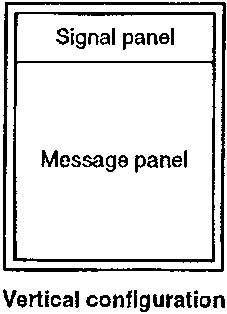 Signal panel
Message panel
Vertical configuration